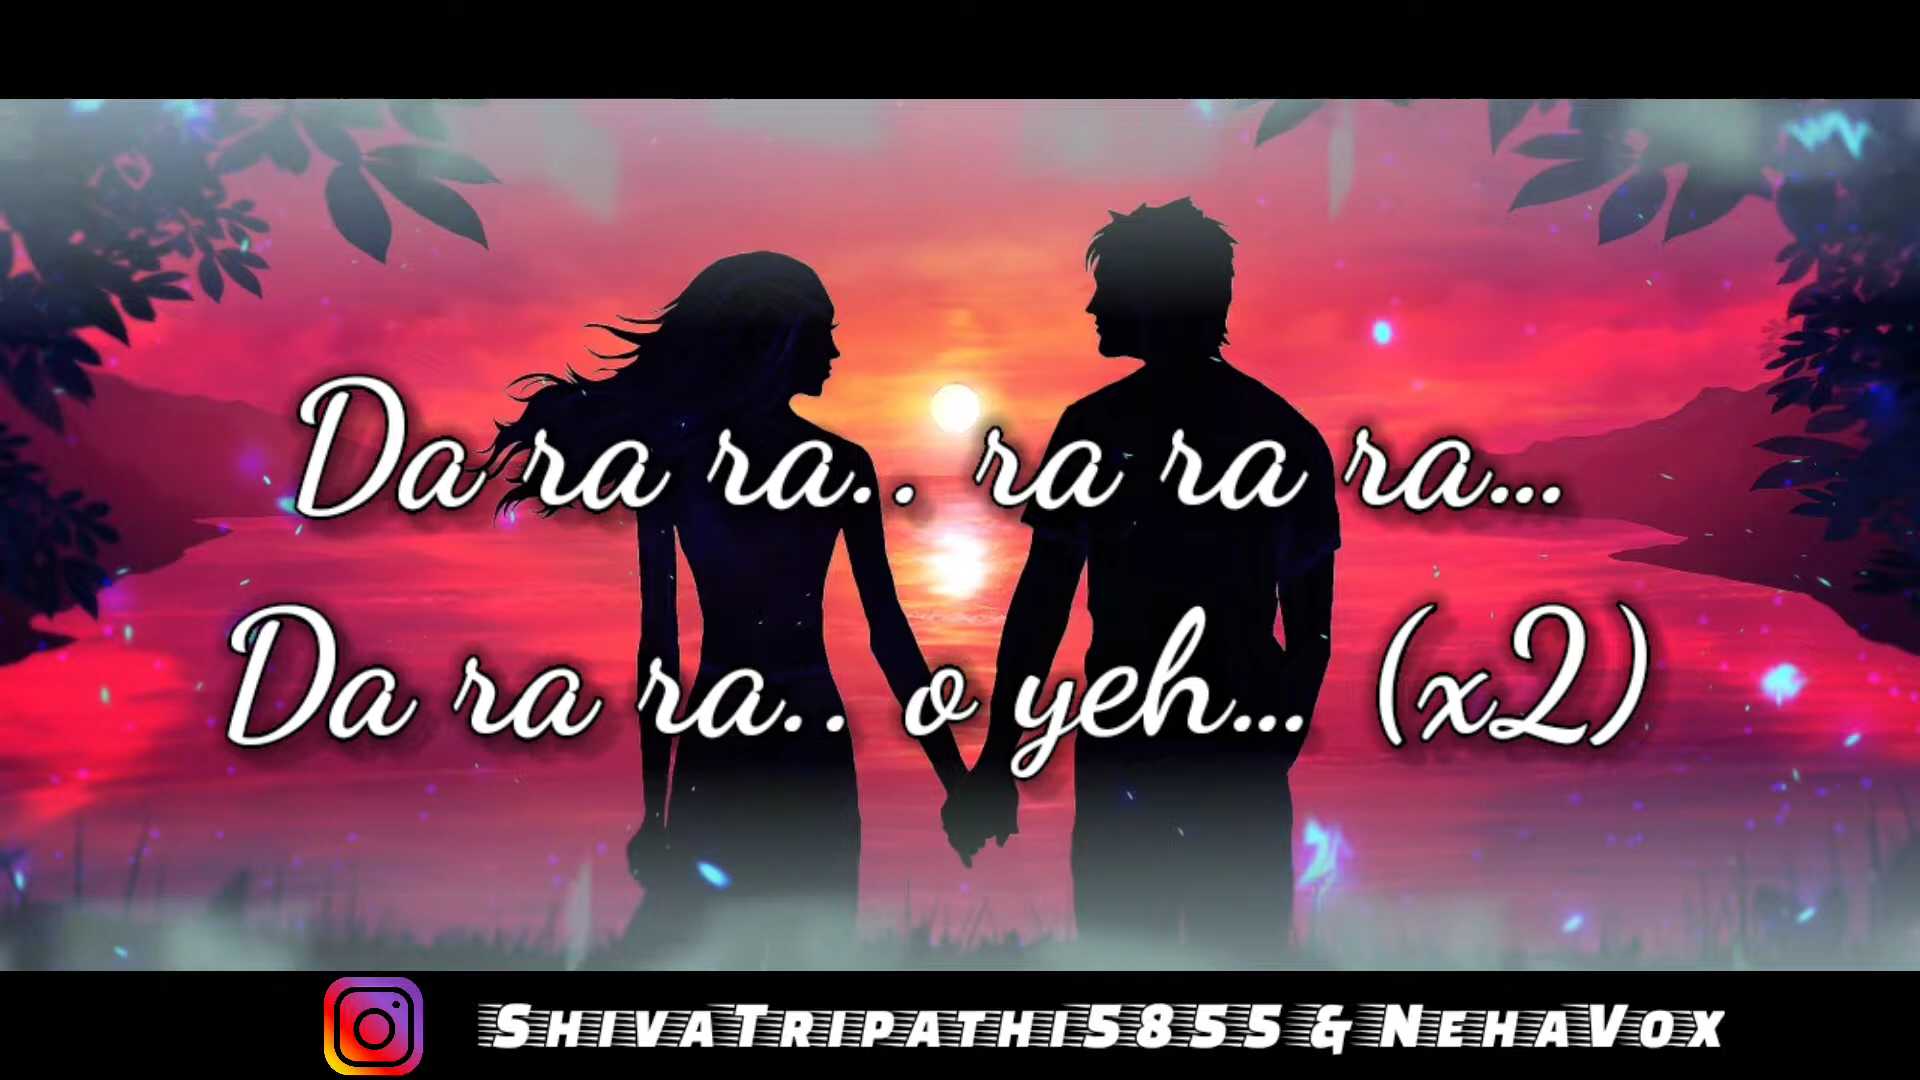 Da ra ra.. ra ra ra...
Da ra ra.. o yeh... (x2)
ShivaTripathi5855 & NehaVox